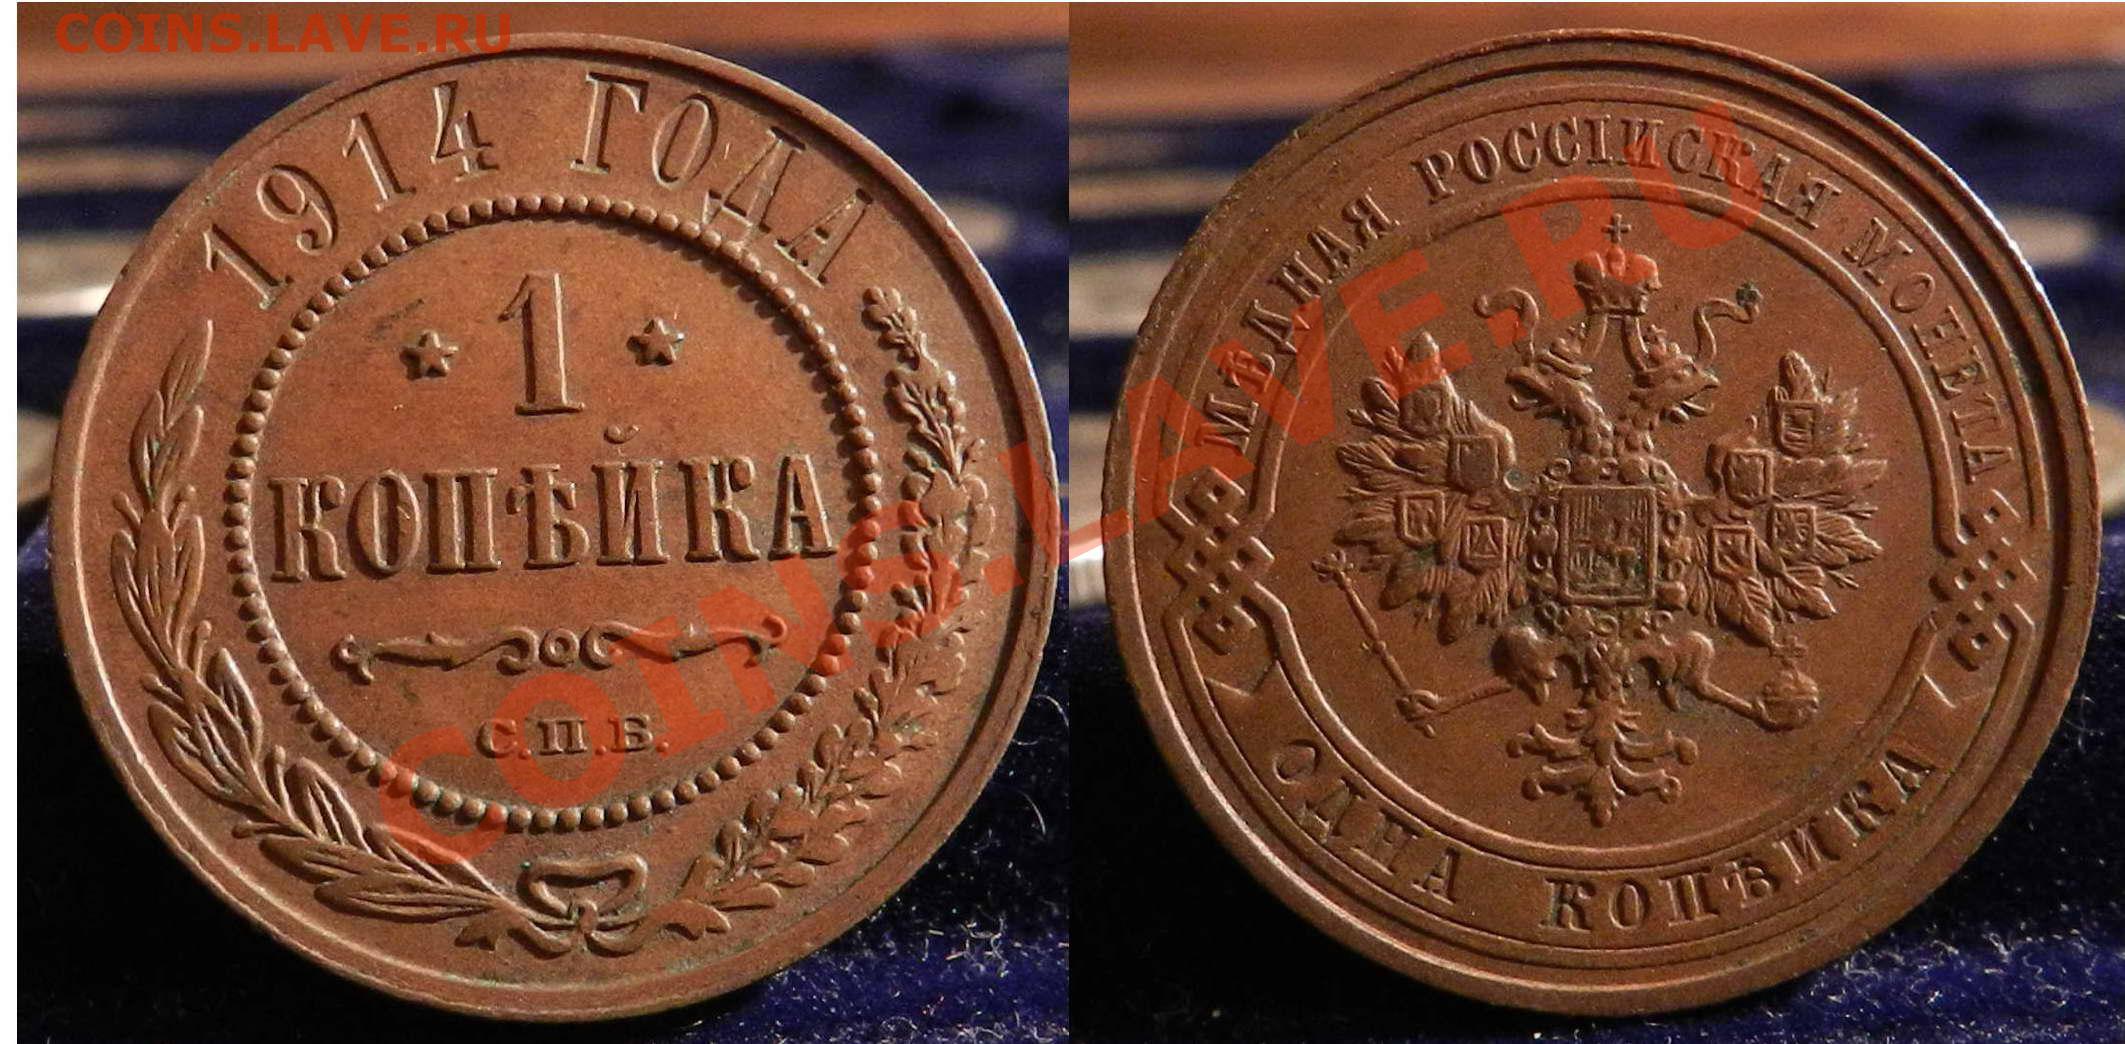 COINS.LAVE.RU
1914 ГОДА
1
КОПѢЙКА
С.П.Б.
МѢДНАЯ РОССІЙСКАЯ МОНЕТА
ОДНА КОПѢЙКА
COINS.LAVE.RU